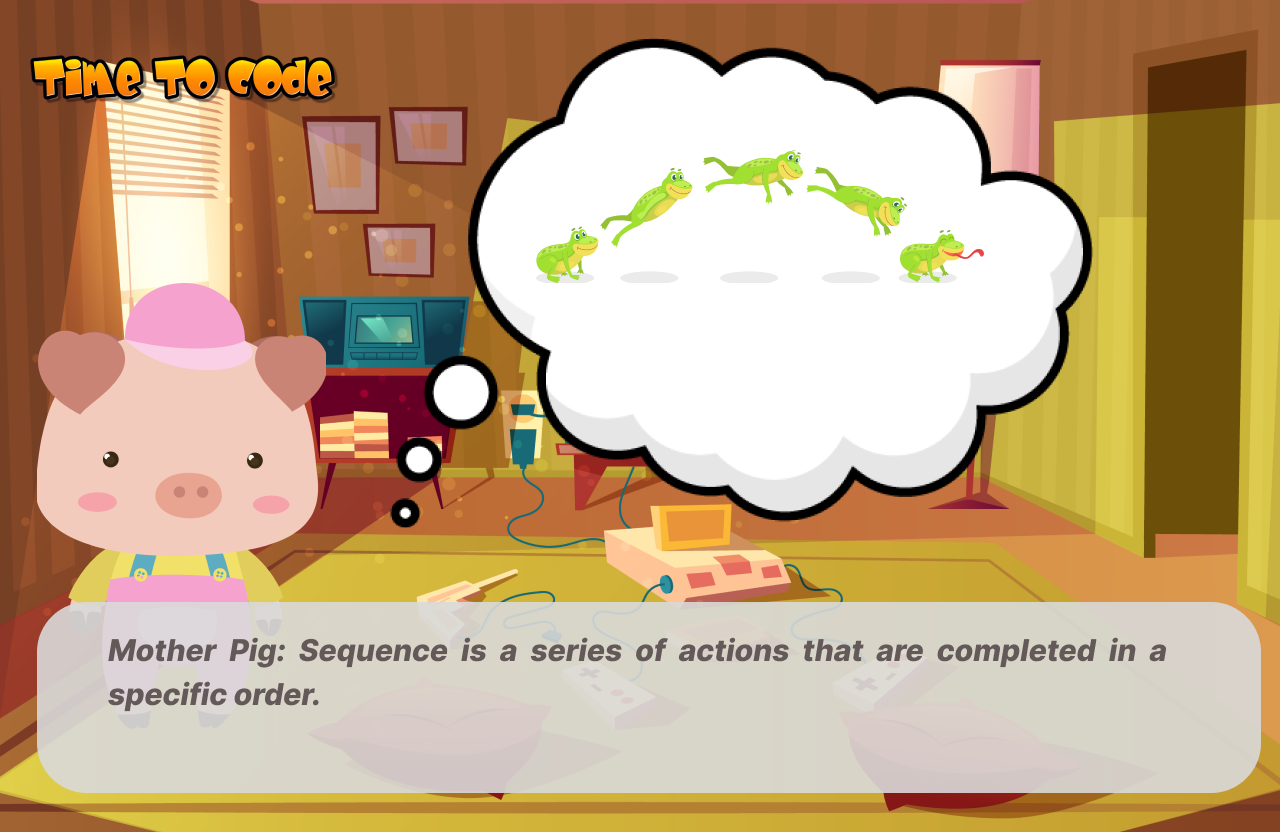 Time To Code
Mother Pig: Sequence is a series of actions that are completed in a
specific order.